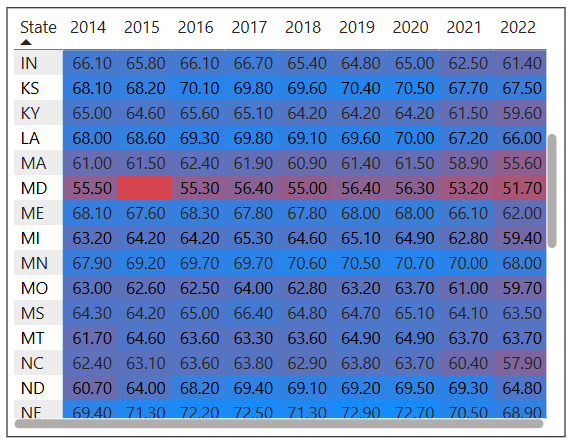 State 2014 2015 2016 2017 2018 2019 2020 2021 2022
IN 66.10 65.80 66.10 66.70 65.40 64.80 65.00 62.50 61.40
KS 68.10 68.20 70.10 69.80 69.60 70.40 70.50 67.70 67.50
KY 65.00 64.60 65.60 65.10 64.20 64.20 64.20 61.50 59.60
LA 68.00 68.60 69.30 69.80 69.10 69.60 70.00 67.20 66.00
MA 61.00 61.50 62.40 61.90 60.90 61.40 61.50 58.90 55.60
MD 55.50 55.30 56.40 55.00 56.40 56.30 53.20 51.70
ME 68.10 67.60 68.30 67.80 67.80 68.00 68.00 66.10 62.00
MI 63.20 64.20 64.20 65.30 64.60 65.10 64.90 62.80 59.40
MN 67.90 69.20 69.70 69.70 70.60 70.50 70.70 70.00 68.00
MO 63.00 62.60 62.50 64.00 62.80 63.20 63.70 61.00 59.70
MS 64.30 64.20 65.00 66.40 64.80 64.70 65.10 64.10 63.50
MT 61.70 64.60 63.60 63.30 63.60 64.90 64.90 63.70 63.70
NC 62.40 63.10 63.60 63.80 62.90 63.80 63.70 60.40 57.90
ND 60.70 64.00 68.20 69.40 69.10 69.20 69.50 69.30 64.80
NE 69.40 71.30 72.20 72.50 71.30 72.90 72.70 70.50 68.90